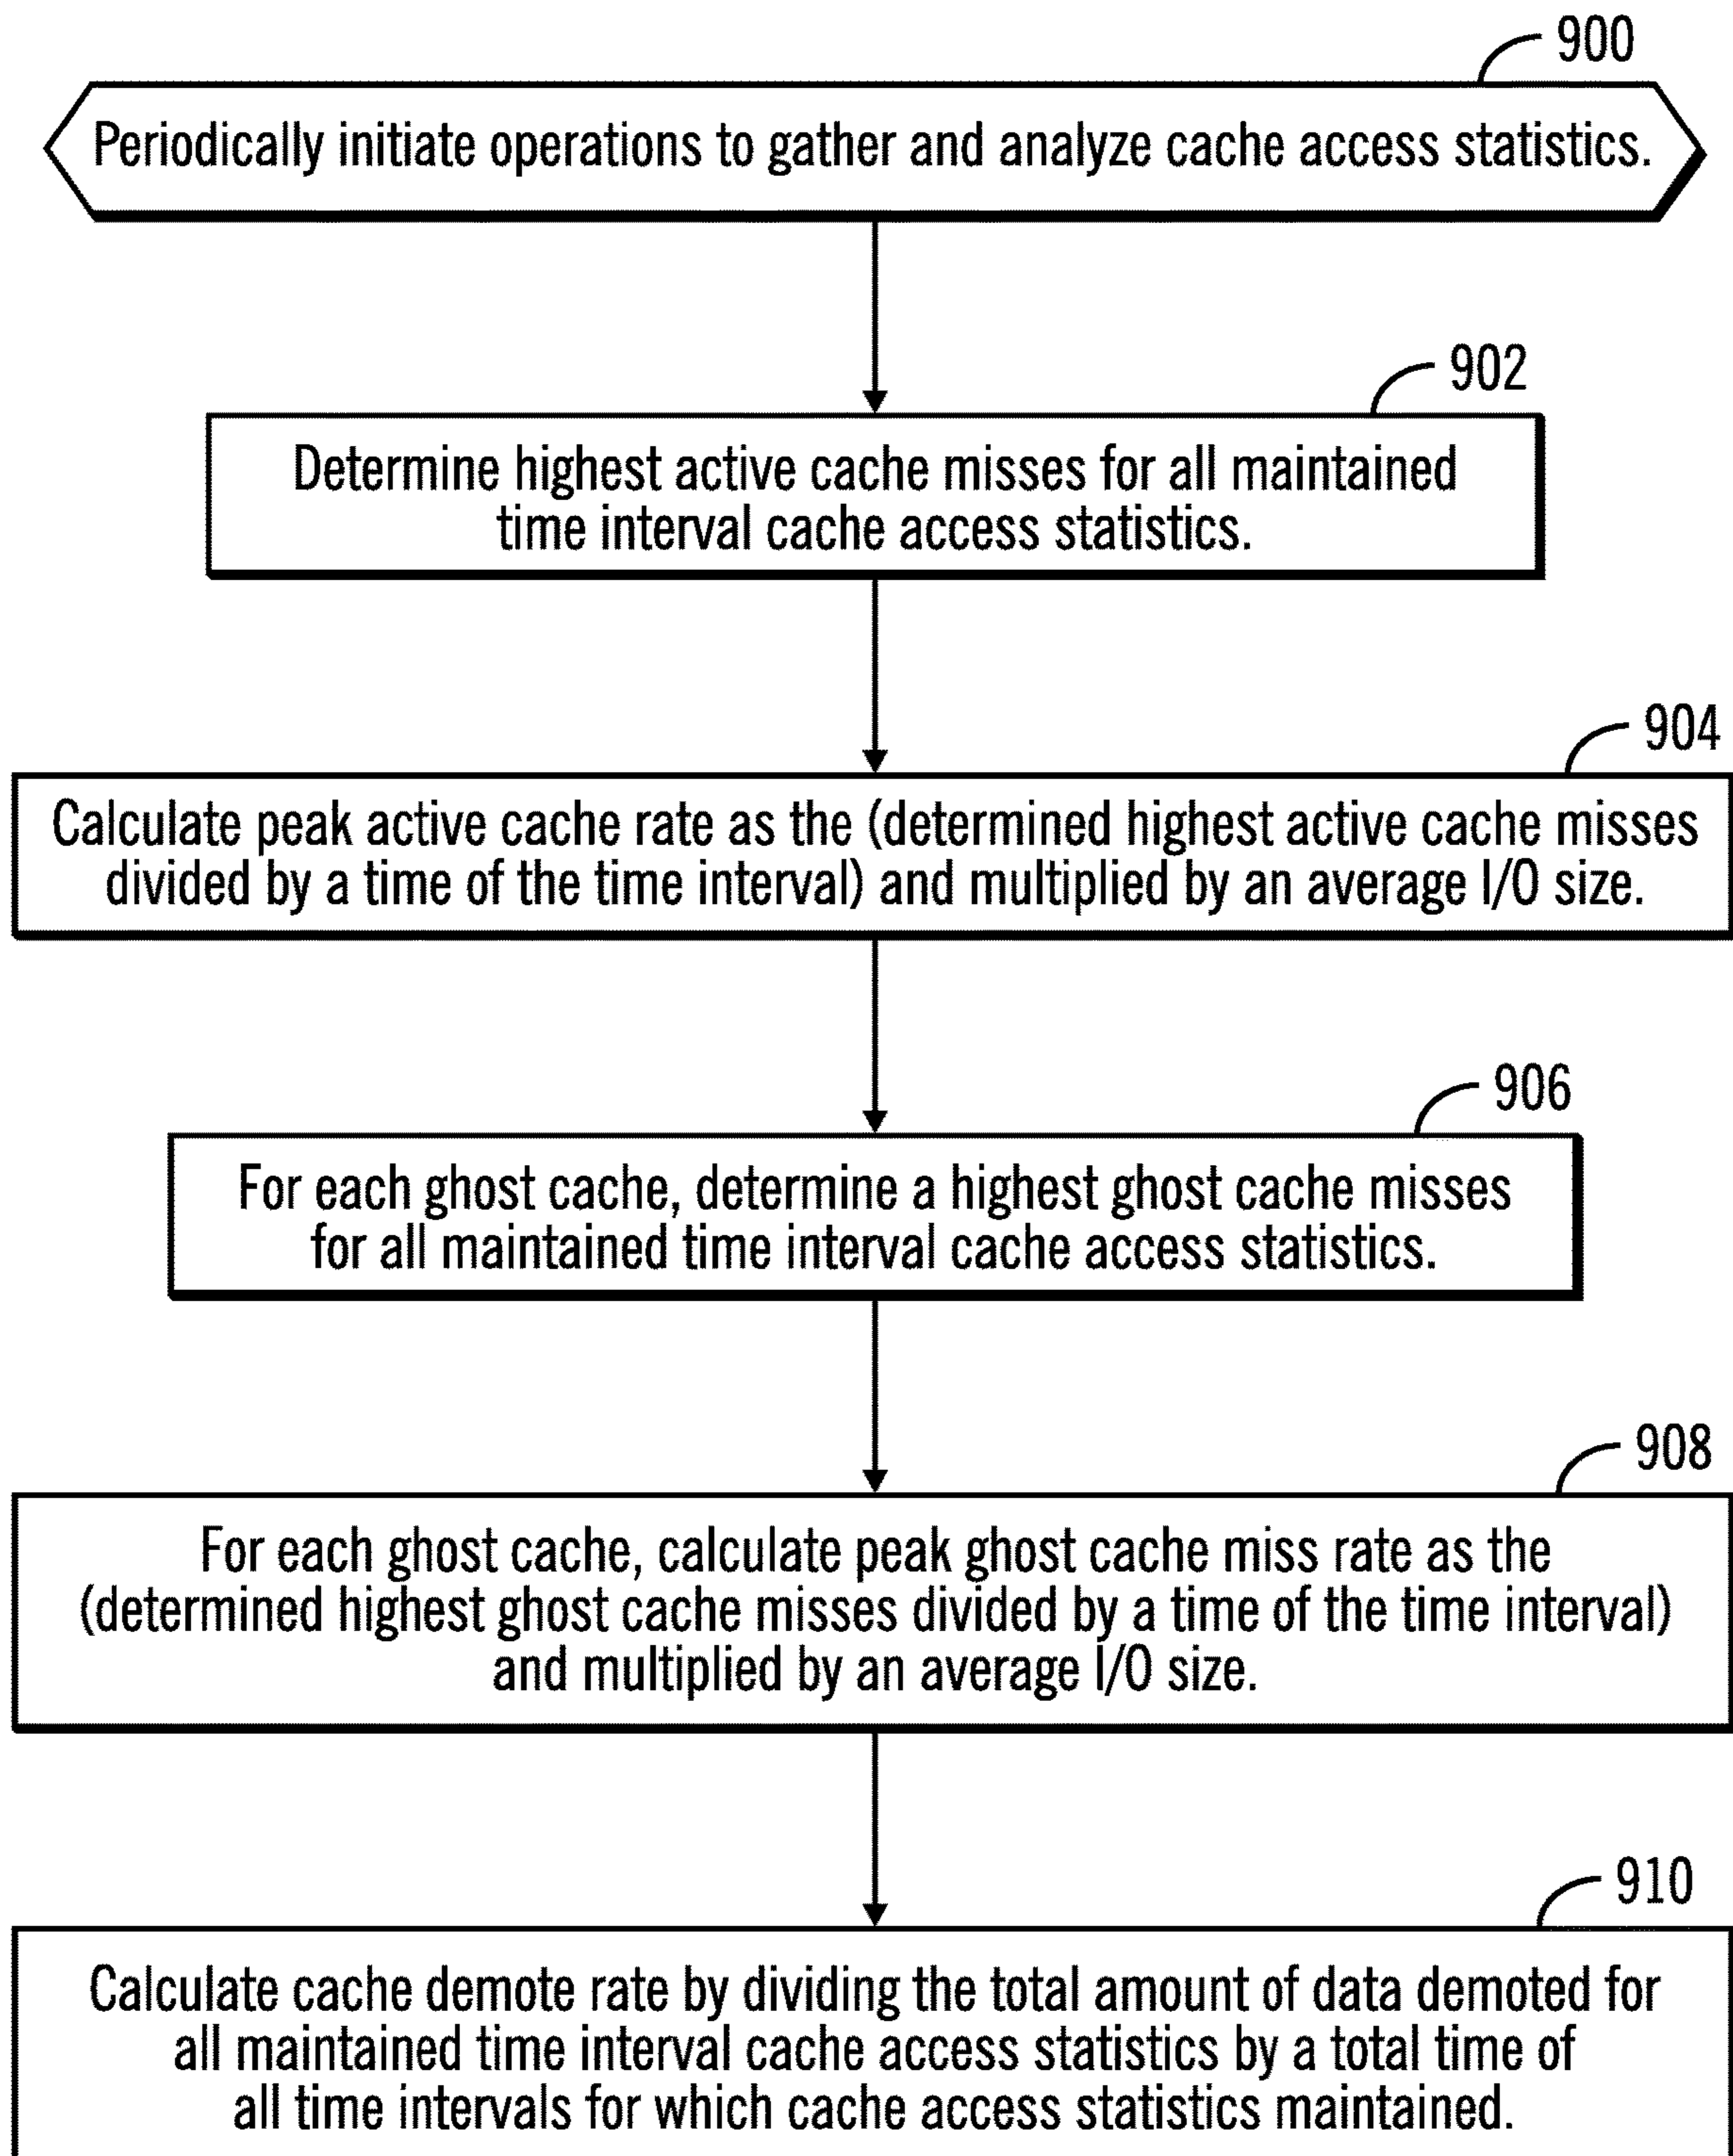 900
Periodically initiate operations to gather and analyze cache access statistics.
902
Determine highest active cache misses for all maintained
time interval cache access statistics.
904
Calculate peak active cache rate as the (determined highest active cache misses
divided by a time of the time interval) and multiplied by an average I/O size.
906
For each ghost cache, determine a highest ghost cache misses
for all maintained time interval cache access statistics.
908
For each ghost cache, calculate peak ghost cache miss rate as the
(determined highest ghost cache misses divided by a time of the time interval)
and multiplied by an average I/O size.
910
Calculate cache demote rate by dividing the total amount of data demoted for
all maintained time interval cache access statistics by a total time of
all time intervals for which cache access statistics maintained.